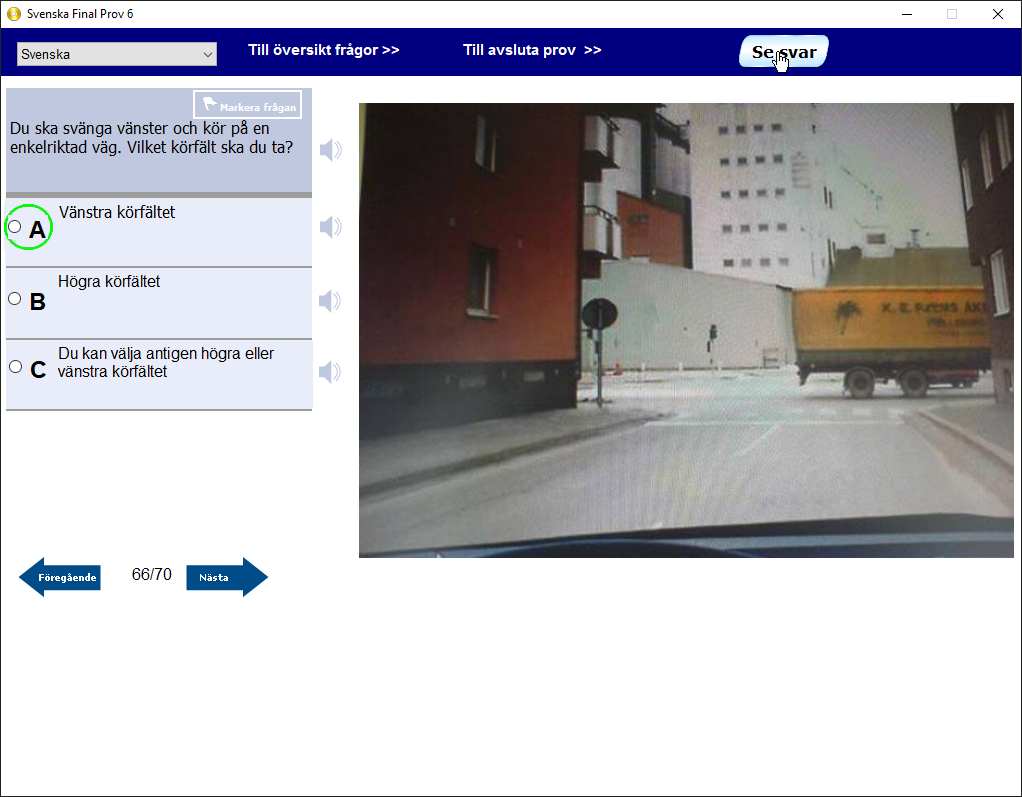 Svenska Final Prov 6
Svenska
Till översikt frågor >>
Till avsluta prov >>
Se svar
Markera frågan
Du ska svänga vänster och kör på en
enkelriktad väg. Vilket körfält ska du ta?
A
Vänstra körfältet
B
Högra körfältet
C
Du kan välja antigen högra eller
vänstra körfältet
K. E.
Föregående
66/70
Nästa